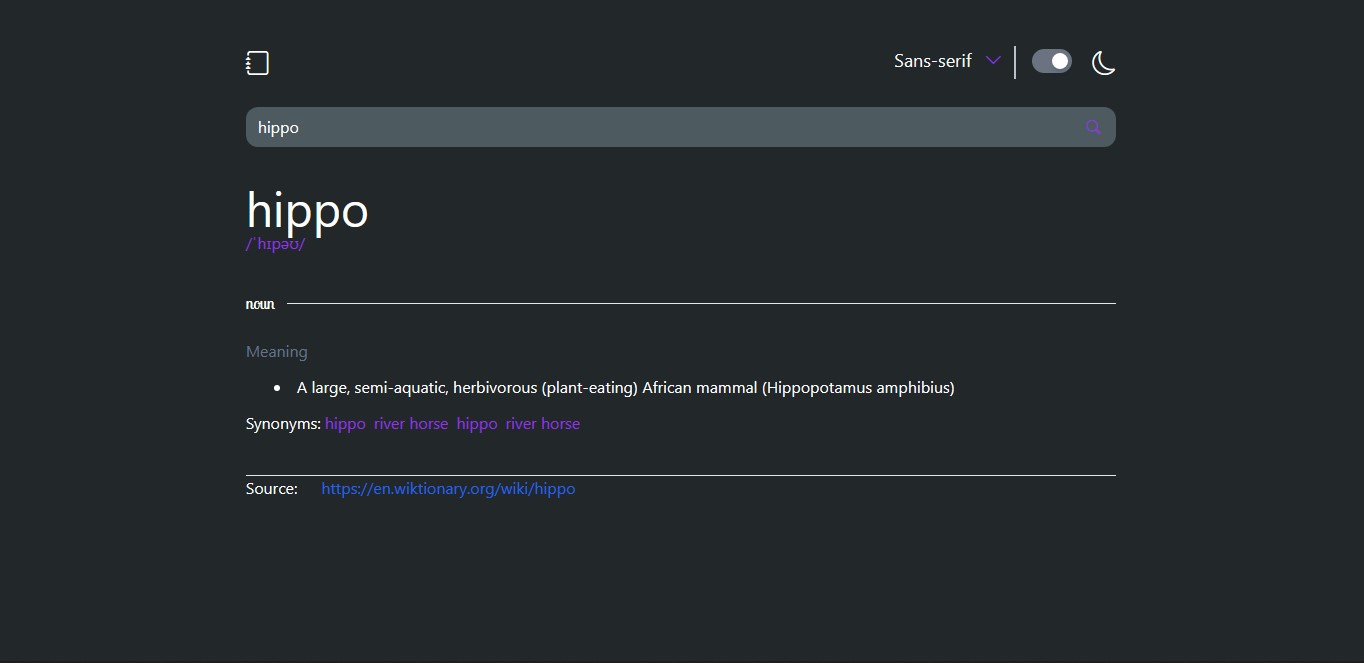 Sans-serif
hippo
hippo
/ˈhɪpəʊ/
noun
Meaning
A large, semi-aquatic, herbivorous (plant-eating) African mammal (Hippopotamus amphibius)
Synonyms: hippo river horse hippo river horse
Source: https://en.wiktionary.org/wiki/hippo